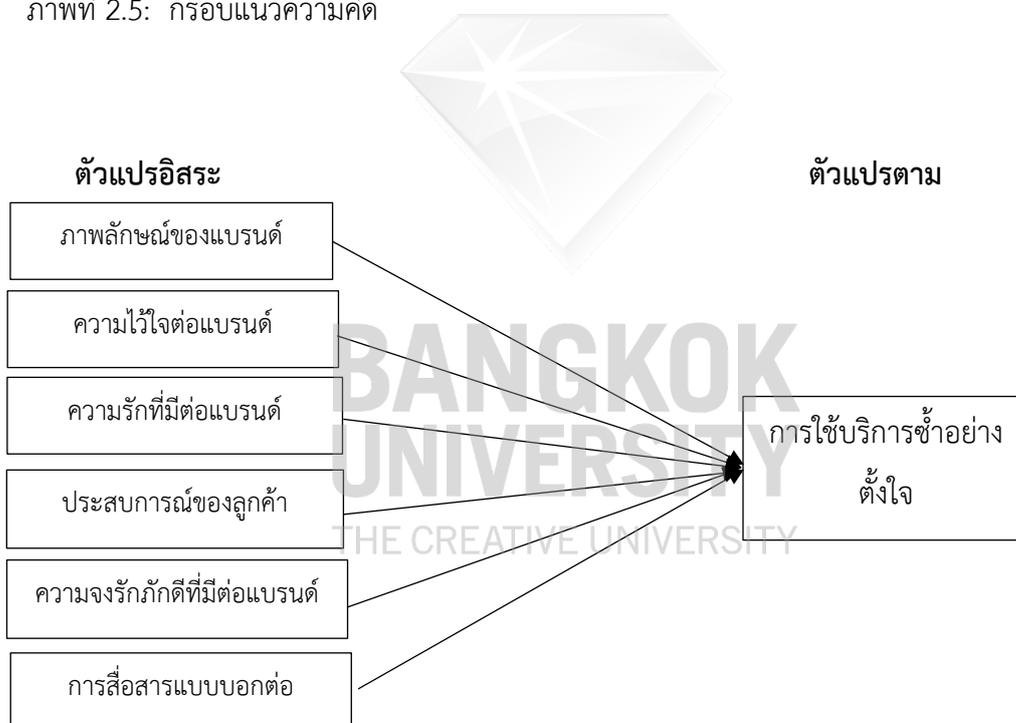 ภาพที่ 2.5: กรอบแนวความคิด
ตัวแปรอิสระ
ตัวแปรตาม
ภาพลักษณ์ของแบรนด์
ความไว้ใจต่อแบรนด์
ความรักที่มีต่อแบรนด์
ประสบการณ์ของลูกค้า
ความจงรักภักดีที่มีต่อแบรนด์
การสื่อสารแบบบอกต่อ
การใช้บริการซ้ำอย่าง
ตั้งใจ
BANGKOK
UNIVERSITY
THE CREATIVE UNIVERSITY